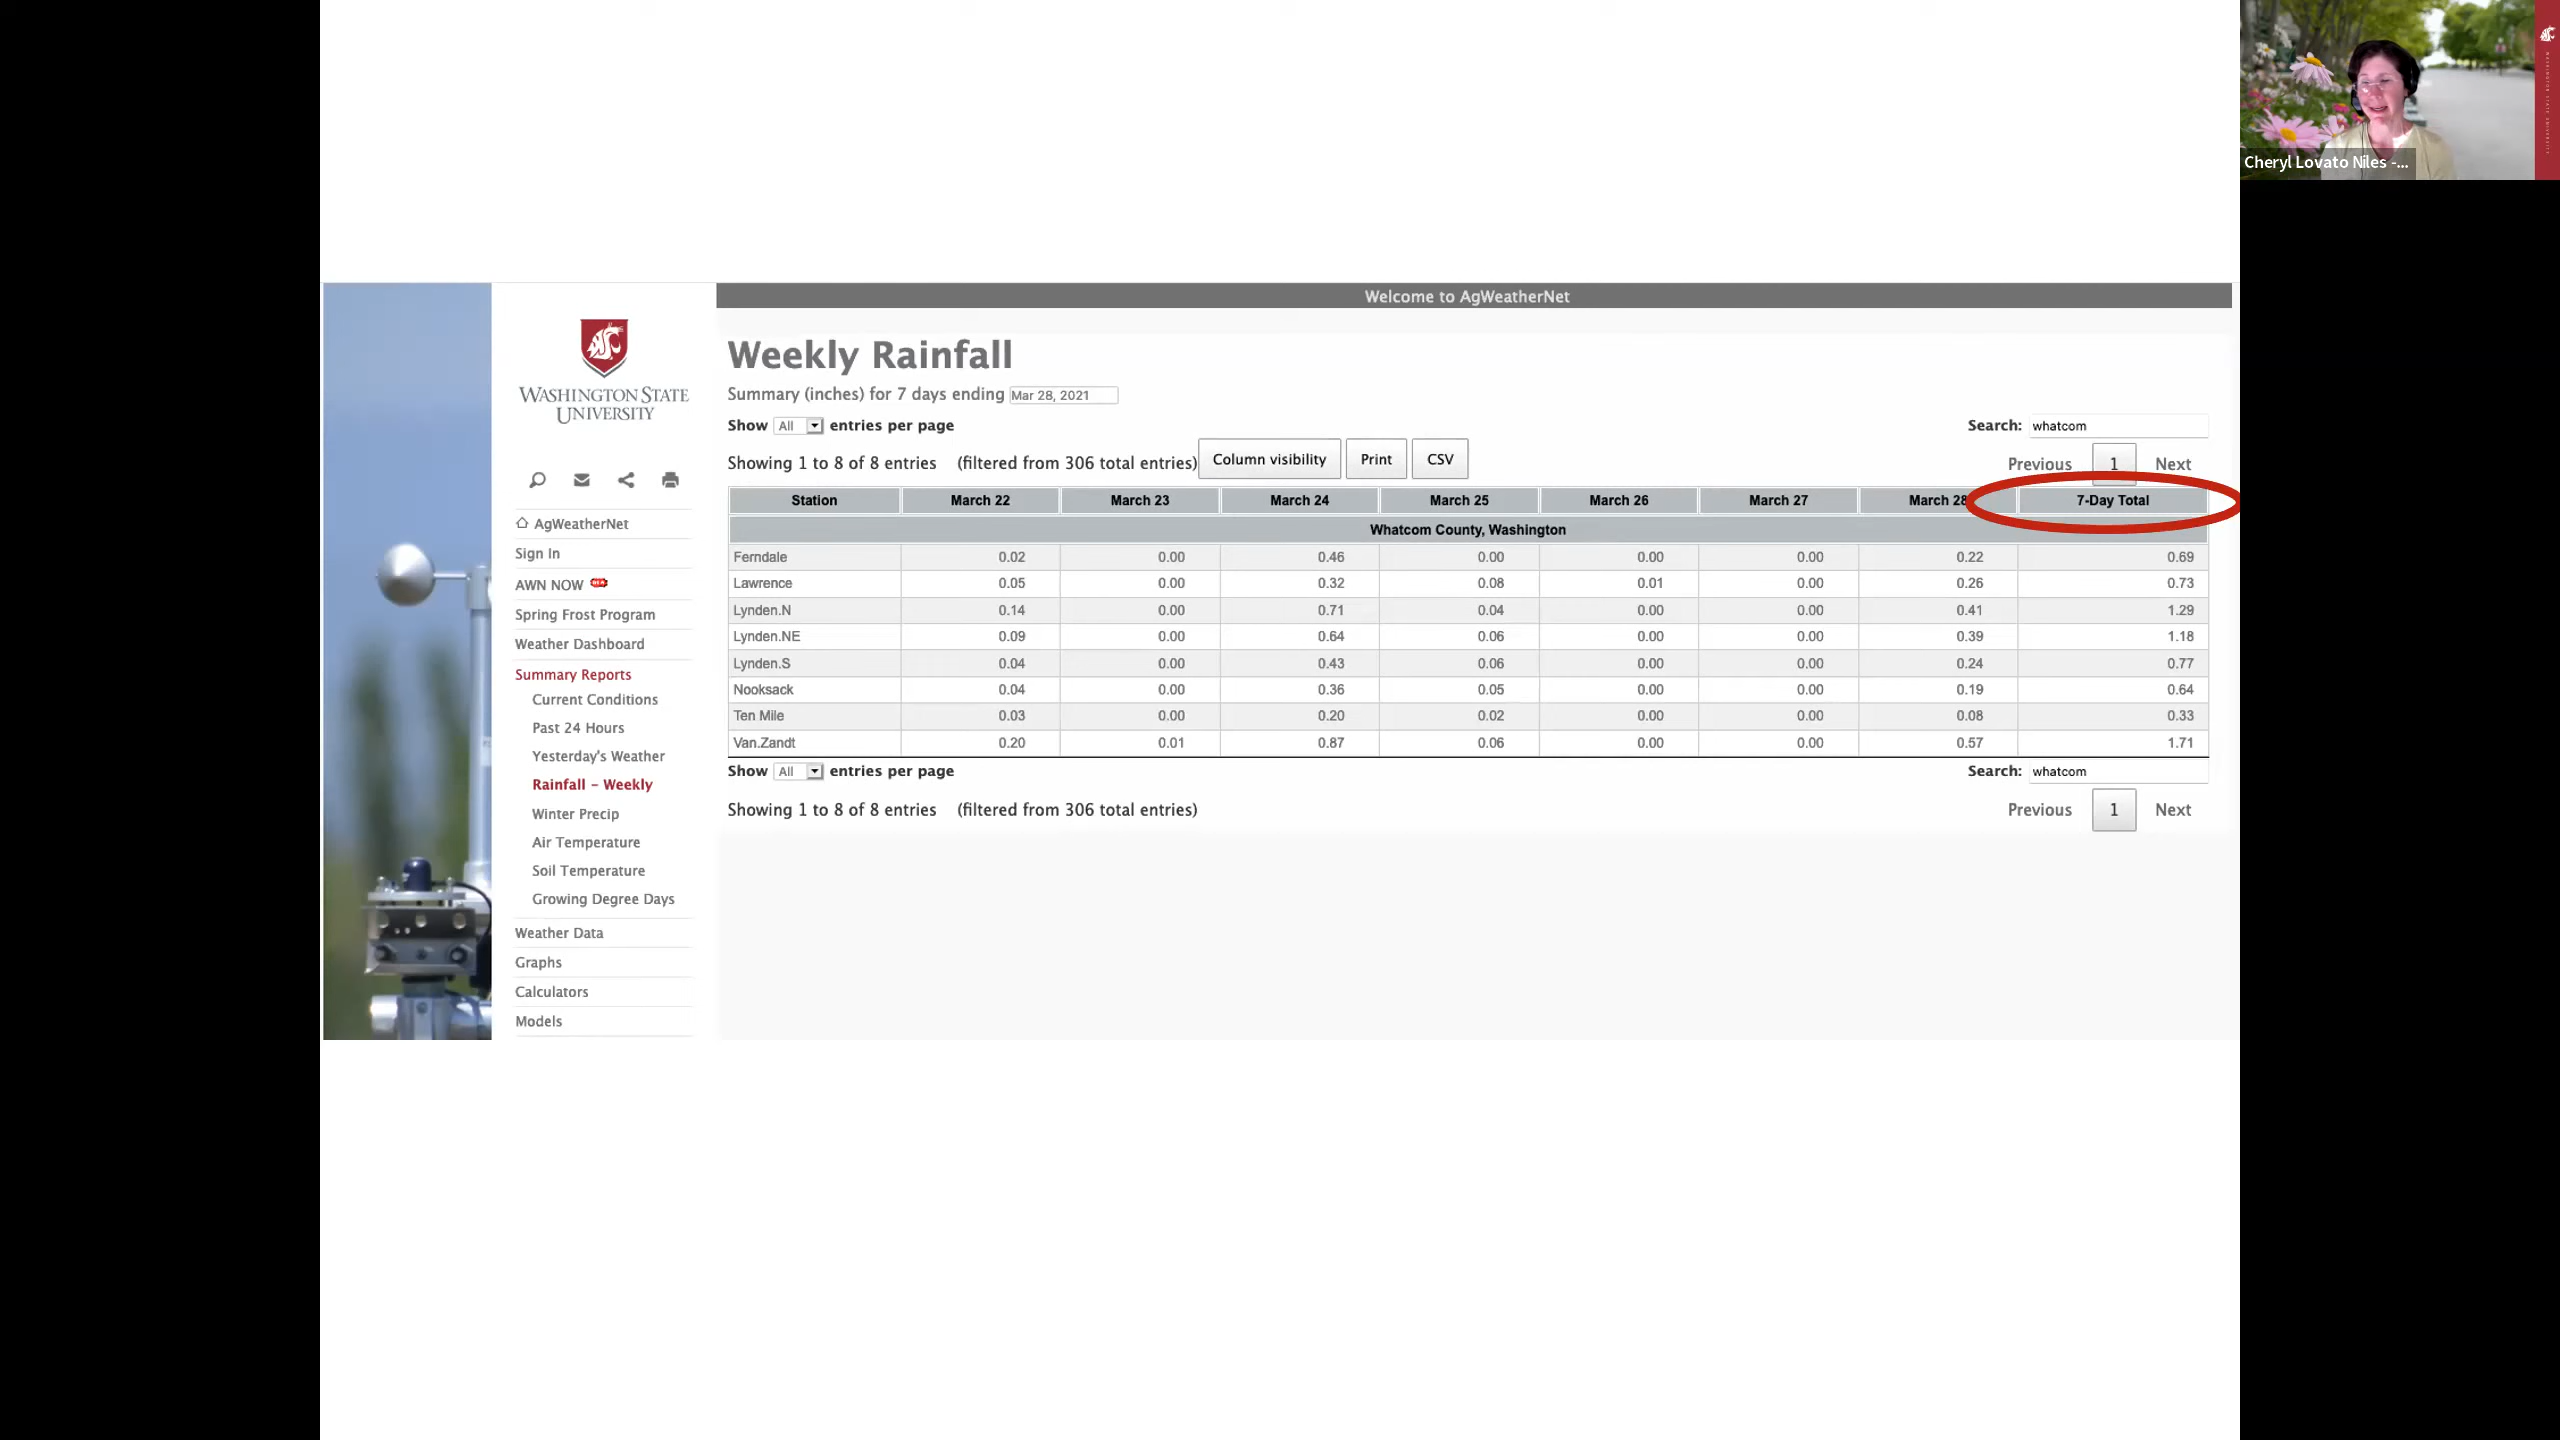 Cheryl Lovato Niles -...
Welcome to AgWeatherNet
WASHINGTON STATE
UNIVERSITY
AgWeatherNet
Sign In
AWN NOW
Spring Frost Program
Weather Dashboard
Summary Reports
Current Conditions
Past 24 Hours
Yesterday's Weather
Rainfall – Weekly
Winter Precip
Air Temperature
Soil Temperature
Growing Degree Days
Weather Data
Graphs
Calculators
Models
Weekly Rainfall
Summary (inches) for 7 days ending Mar 28, 2021
Show All entries per page Search: whatcom
Showing 1 to 8 of 8 entries (filtered from 306 total entries) Column visibility Print CSV Previous 1 Next
Station March 22 March 23 March 24 March 25 March 26 March 27 March 28 7-Day Total
Whatcom County, Washington
Ferndale 0.02 0.00 0.46 0.00 0.00 0.00 0.22 0.69
Lawrence 0.05 0.00 0.32 0.08 0.01 0.00 0.26 0.73
Lynden.N 0.14 0.00 0.71 0.04 0.00 0.00 0.41 1.29
Lynden.NE 0.09 0.00 0.64 0.06 0.00 0.00 0.39 1.18
Lynden.S 0.04 0.00 0.43 0.06 0.00 0.00 0.24 0.77
Nooksack 0.04 0.00 0.36 0.05 0.00 0.00 0.19 0.64
Ten Mile 0.03 0.00 0.20 0.02 0.00 0.00 0.08 0.33
Van.Zandt 0.20 0.01 0.87 0.06 0.00 0.00 0.57 1.71
Show All entries per page Search: whatcom
Showing 1 to 8 of 8 entries (filtered from 306 total entries) Previous 1 Next